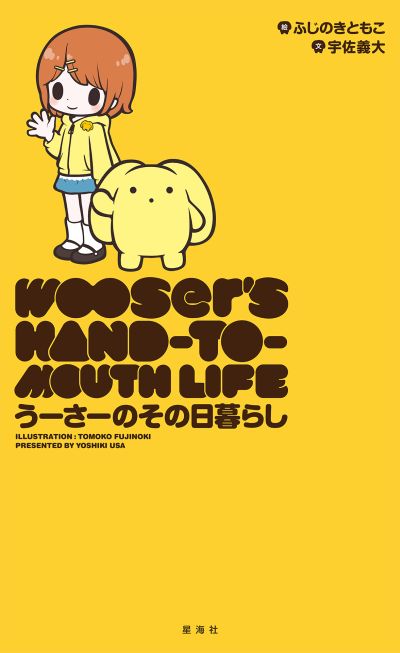 絵 ふじのきともこ
文 宇佐義大
WOOSER'S
HAND-TO-
MOUTH LIFE
うーさーのその日暮らし
ILLUSTRATION : TOMOKO FUJINOKI
PRESENTED BY YOSHIKI USA
星海社